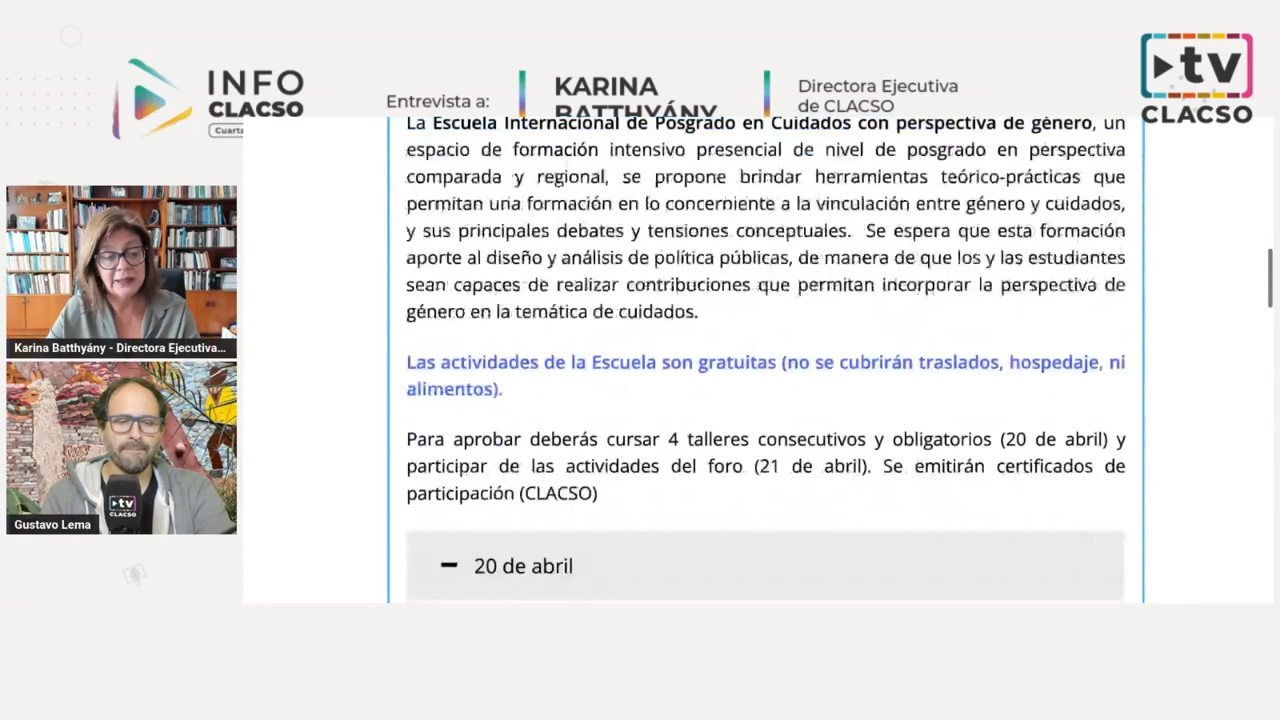 INFO
CLACSO
Cuarta
Entrevista a:
KARINA
BATTHYÁNY
Directora Ejecutiva
de CLACSO
tv
CLACSO
La Escuela Internacional de Posgrado en Cuidados con perspectiva de género, un
espacio de formación intensivo presencial de nivel de posgrado en perspectiva
comparada y regional, se propone brindar herramientas teórico-prácticas que
permitan una formación en lo concerniente a la vinculación entre género y cuidados,
y sus principales debates y tensiones conceptuales. Se espera que esta formación
aporte al diseño y análisis de política públicas, de manera de que los y las estudiantes
sean capaces de realizar contribuciones que permitan incorporar la perspectiva de
género en la temática de cuidados.
Las actividades de la Escuela son gratuitas (no se cubrirán traslados, hospedaje, ni
alimentos).
Para aprobar deberás cursar 4 talleres consecutivos y obligatorios (20 de abril) y
participar de las actividades del foro (21 de abril). Se emitirán certificados de
participación (CLACSO)
20 de abril
Karina Batthyány - Directora Ejecutiva...
tv
CLACSO
Gustavo Lema